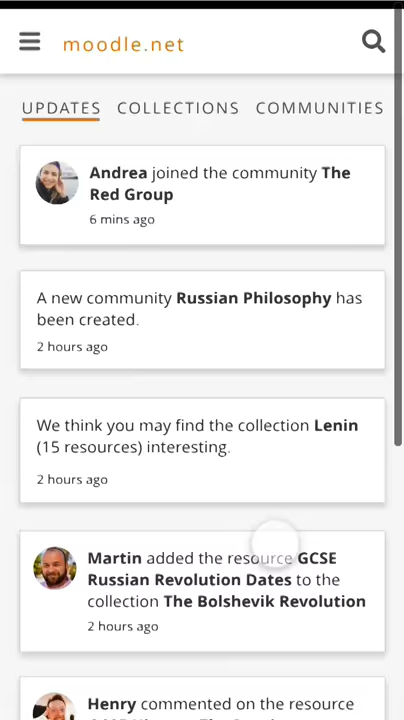 moodle.net
UPDATES COLLECTIONS COMMUNITIES
Andrea joined the community The
Red Group
6 mins ago
A new community Russian Philosophy has
been created.
2 hours ago
We think you may find the collection Lenin
(15 resources) interesting.
2 hours ago
Martin added the resource GCSE
Russian Revolution Dates to the
collection The Bolshevik Revolution
2 hours ago
Henry commented on the resource